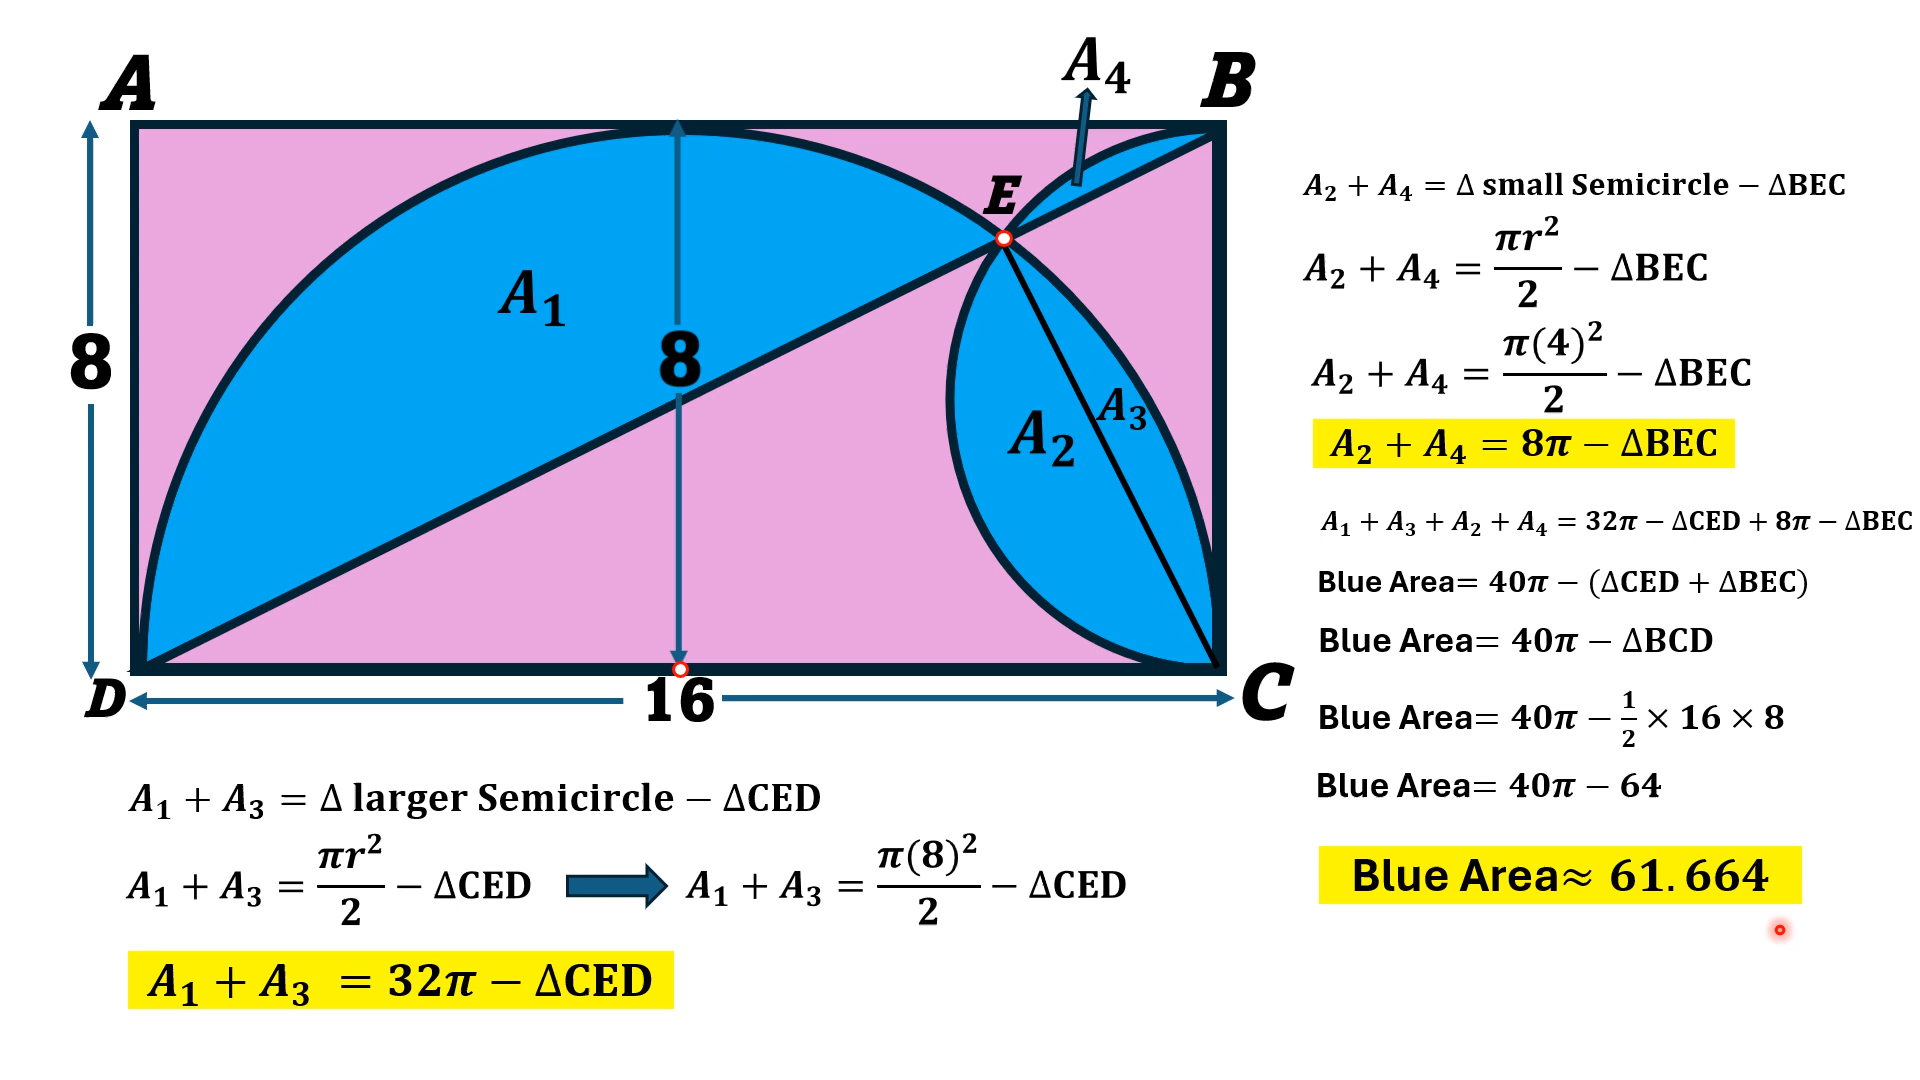 A
A₄
B
E
8
A₁
8
A₂
A₃
D
16
C
A₁ + A₃ = Δ larger Semicircle − ΔCED
A₁ + A₃ = πr²/2 − ΔCED
A₁ + A₃ = π(8)²/2 − ΔCED
A₁ + A₃ = 32π − ΔCED
A₂ + A₄ = Δ small Semicircle − ΔBEC
A₂ + A₄ = πr²/2 − ΔBEC
A₂ + A₄ = π(4)²/2 − ΔBEC
A₂ + A₄ = 8π − ΔBEC
A₁ + A₃ + A₂ + A₄ = 32π − ΔCED + 8π − ΔBEC
Blue Area= 40π − (ΔCED + ΔBEC)
Blue Area= 40π − ΔBCD
Blue Area= 40π − 1/2 × 16 × 8
Blue Area= 40π − 64
Blue Area≈ 61.664